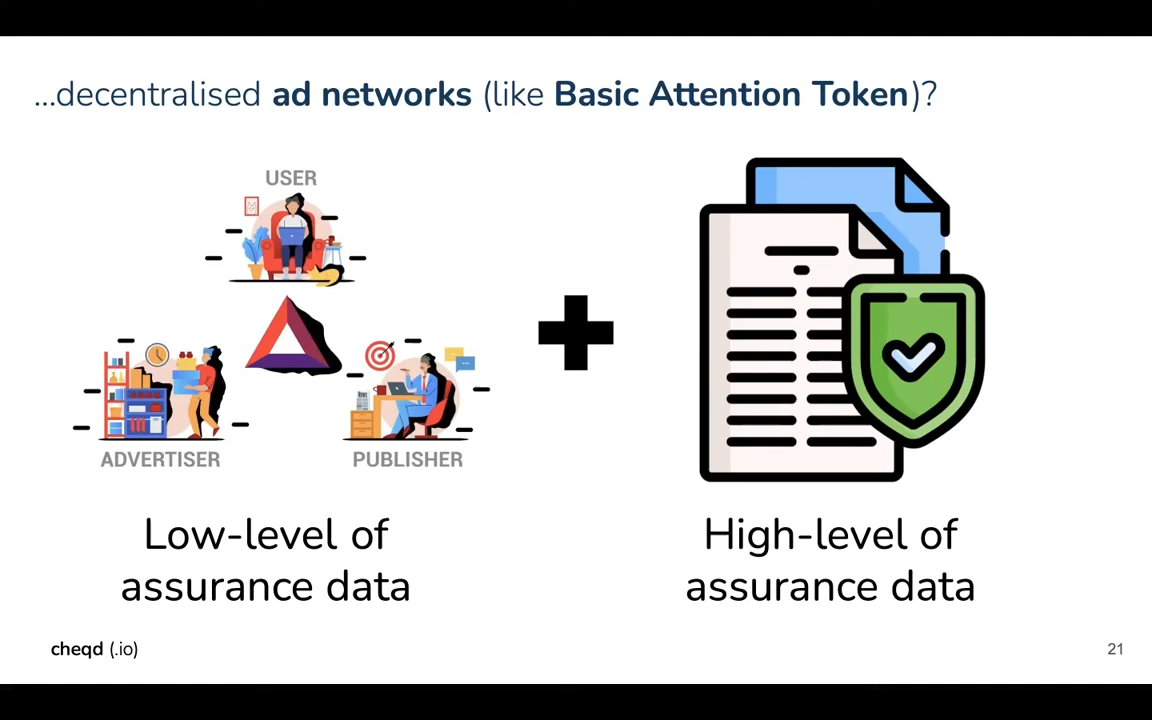 ...decentralised ad networks (like Basic Attention Token)?
USER
ADVERTISER
PUBLISHER
Low-level of
assurance data
High-level of
assurance data
cheqd (.io)
21